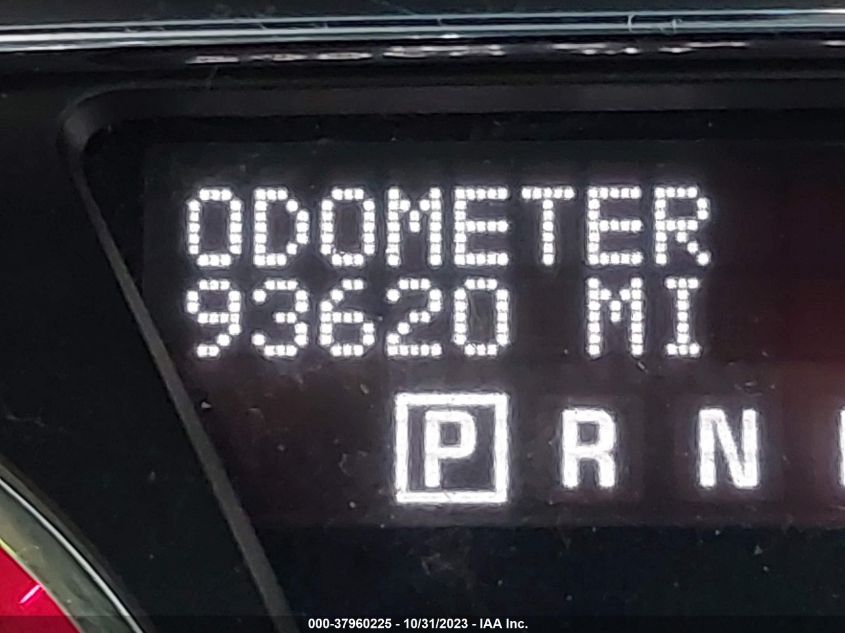 ODOMETER
93620 MI
P R N
000-37960225 - 10/31/2023 - IAA Inc.